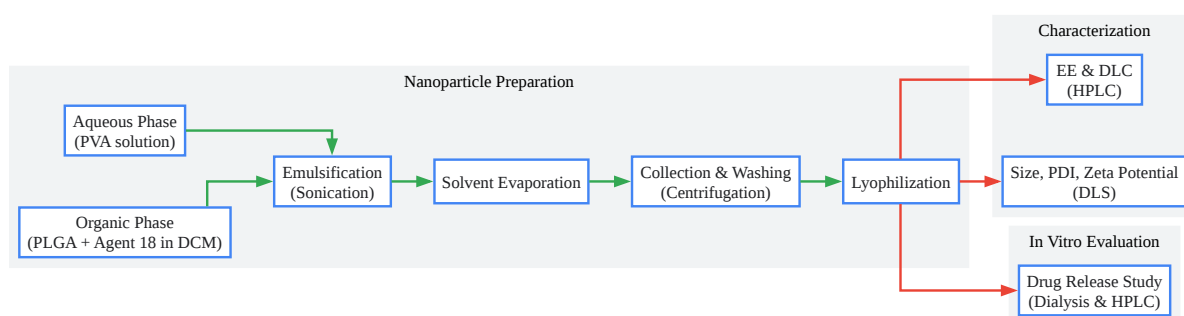 Nanoparticle Preparation
Aqueous Phase
(PVA solution)
Organic Phase
(PLGA + Agent 18 in DCM)
Emulsification
(Sonication)
Solvent Evaporation
Collection & Washing
(Centrifugation)
Lyophilization
Characterization
EE & DLC
(HPLC)
Size, PDI, Zeta Potential
(DLS)
In Vitro Evaluation
Drug Release Study
(Dialysis & HPLC)